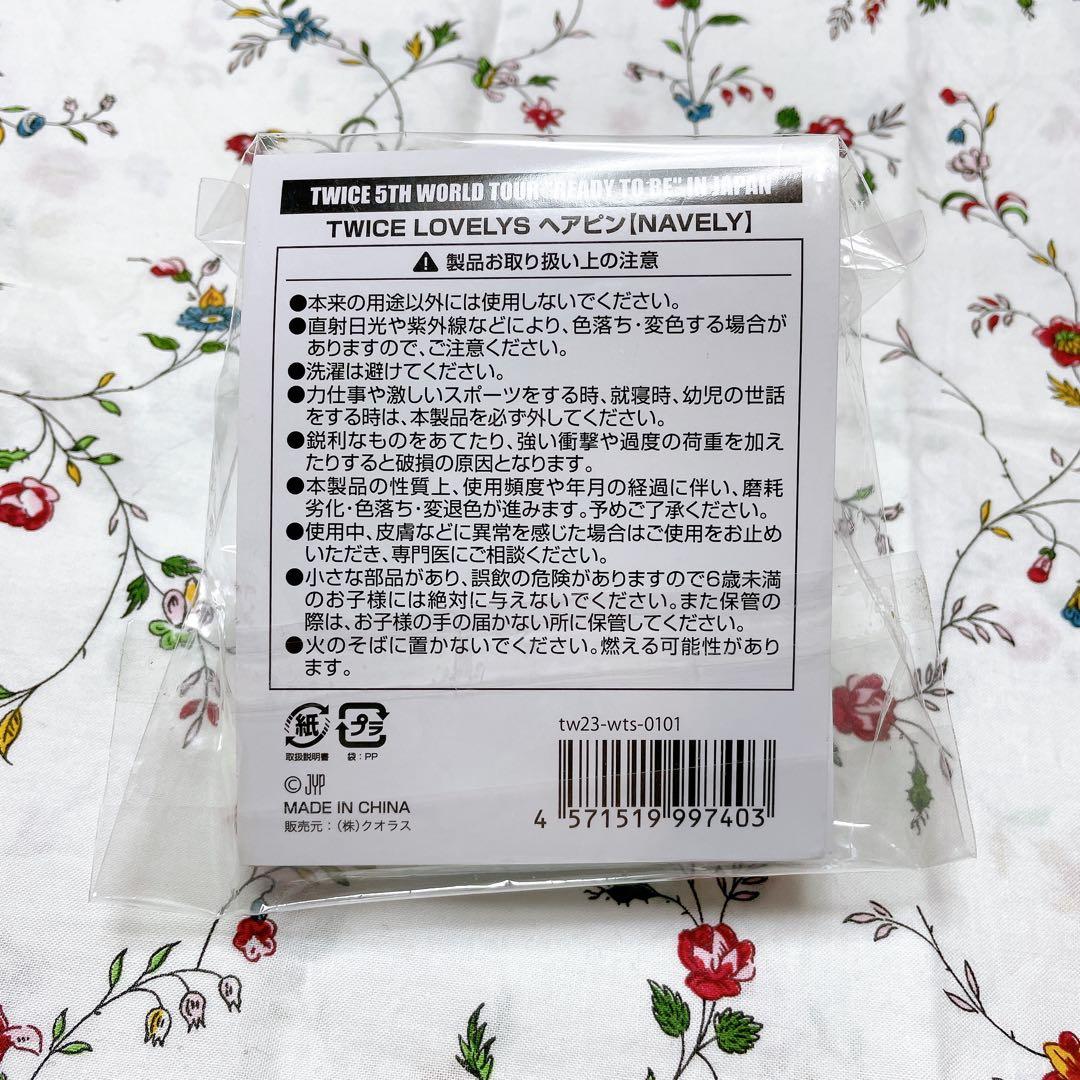 TWICE 5TH WORLD TOUR "READY TO BE" IN JAPAN
TWICE LOVELYS ヘアピン【NAVELY】
製品お取り扱い上の注意
●本来の用途以外には使用しないでください。
●直射日光や紫外線などにより、色落ち・変色する場合が
ありますので、ご注意ください。
●洗濯は避けてください。
●力仕事や激しいスポーツをする時、就寝時、幼児の世話
をする時は、本製品を必ず外してください。
●鋭利なものをあてたり、強い衝撃や過度の荷重を加え
たりすると破損の原因となります。
●本製品の性質上、使用頻度や年月の経過に伴い、磨耗
劣化・色落ち・変退色が進みます。予めご了承ください。
●使用中、皮膚などに異常を感じた場合はご使用をお止め
いただき、専門医にご相談ください。
●小さな部品があり、誤飲の危険がありますので6歳未満
のお子様には絶対に与えないでください。また保管の
際は、お子様の手の届かない所に保管してください。
●火のそばに置かないでください。燃える可能性があり
ます。
紙 プラ
取扱説明書 袋：PP
tw23-wts-0101
© JYP
MADE IN CHINA
販売元：(株)クオラス
4 571519 997403